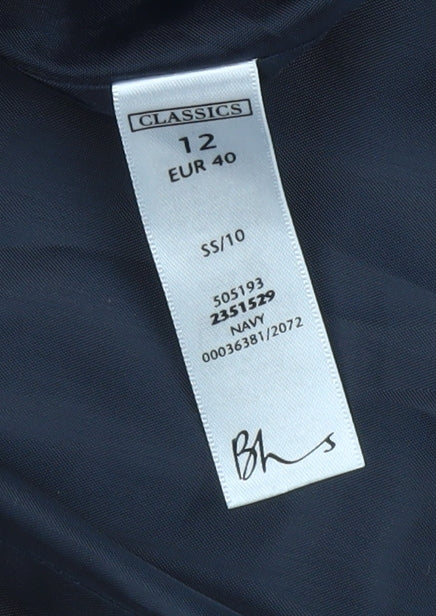 CLASSICS
12
EUR 40
SS/10
505193
2351529
NAVY
00036381/2072
Bhs